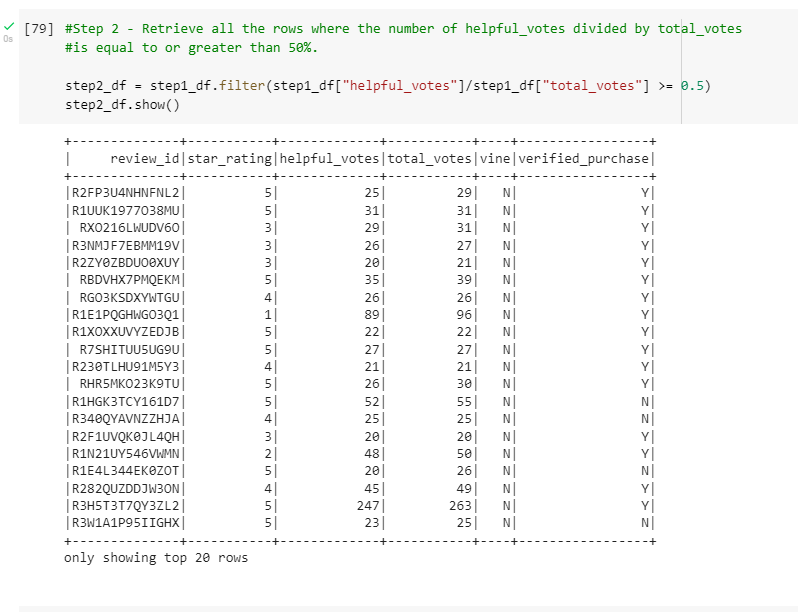 [79] #Step 2 - Retrieve all the rows where the number of helpful_votes divided by total_votes
0s
#is equal to or greater than 50%.
step2_df = step1_df.filter(step1_df["helpful_votes"]/step1_df["total_votes"] >= 0.5)
step2_df.show()
+--------------+-----------+-------------+-----------+----+-----------------+
|     review_id|star_rating|helpful_votes|total_votes|vine|verified_purchase|
+--------------+-----------+-------------+-----------+----+-----------------+
|R2FP3U4NHNFNL2|          5|           25|         29|   N|                Y|
|R1UUK1977O38MU|          5|           31|         31|   N|                Y|
| RXO216LWUDV6O|          3|           29|         31|   N|                Y|
|R3NMJF7EBMM19V|          3|           26|         27|   N|                Y|
|R2ZY0ZBDUO0XUY|          3|           20|         21|   N|                Y|
| RBDVHX7PMQEKM|          5|           35|         39|   N|                Y|
| RGO3KSDXYWTGU|          4|           26|         26|   N|                Y|
|R1E1PQGHWGO3Q1|          1|           89|         96|   N|                Y|
|R1XOXXUVYZEDJB|          5|           22|         22|   N|                Y|
| R7SHITUU5UG9U|          5|           27|         27|   N|                Y|
|R230TLHU91M5Y3|          4|           21|         21|   N|                Y|
| RHR5MKO23K9TU|          5|           26|         30|   N|                Y|
|R1HGK3TCY161D7|          5|           52|         55|   N|                N|
|R340QYAVNZZHJA|          4|           25|         25|   N|                N|
|R2F1UVQK0JL4QH|          3|           20|         20|   N|                Y|
|R1N21UY546VWMN|          2|           48|         50|   N|                Y|
|R1E4L344EK0ZOT|          5|           20|         26|   N|                N|
|R282QUZDDJW3ON|          4|           45|         49|   N|                Y|
|R3H5T3T7QY3ZL2|          5|          247|        263|   N|                Y|
|R3W1A1P95IIGHX|          5|           23|         25|   N|                N|
+--------------+-----------+-------------+-----------+----+-----------------+
only showing top 20 rows